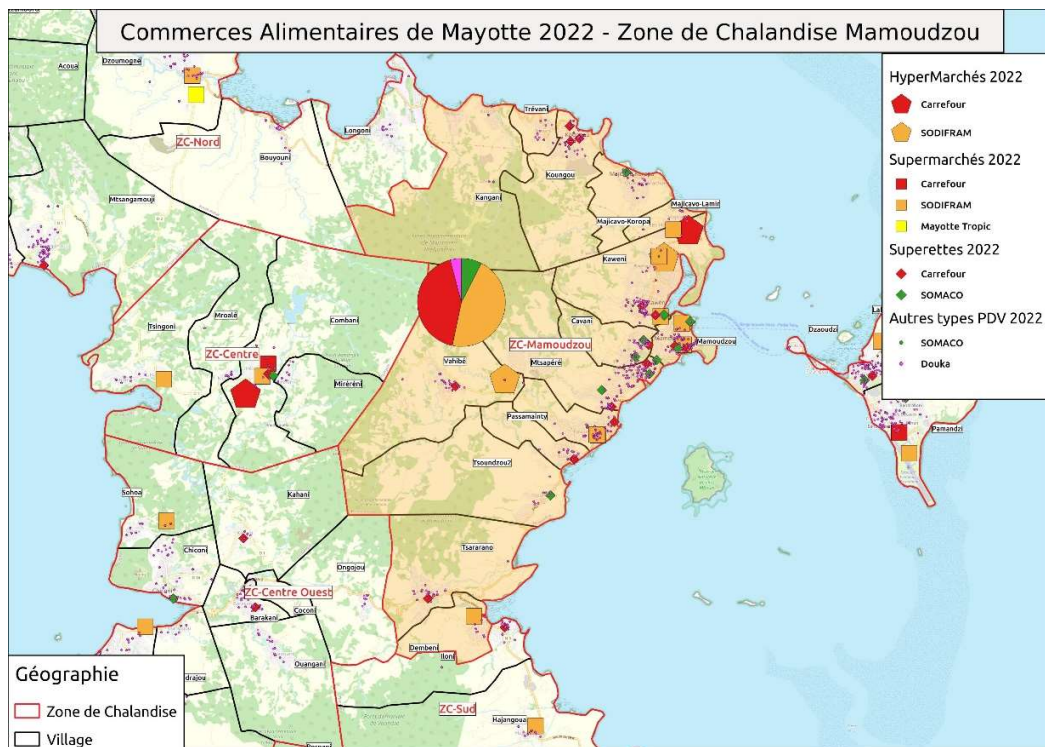 Commerces Alimentaires de Mayotte 2022 - Zone de Chalandise Mamoudzou
HyperMarchés 2022
Carrefour
SODIFRAM
Supermarchés 2022
Carrefour
SODIFRAM
Mayotte Tropic
Superettes 2022
Carrefour
SOMACO
Autres types PDV 2022
SOMACO
Douka
Acoua
Dzoumogné
Trévani
Longoni
ZC-Nord
Bouyouni
Koungou
Kangani
Mtsangamouji
Majicavo-Lamir
Majicavo-Koropa
Kaweni
Tsingoni
Mroalé
Combani
Cavani
Dzaoudzi
ZC-Mamoudzou
Mamoudzou
ZC-Centre
Vahibé
Mtsapéré
Miréréni
Passamainty
Pamandzi
Tsoundzou2
Sohoa
Kahani
Chiconi
Tsararano
Ongojou
ZC-Centre Ouest
Coconi
Barakani
Dembeni
Iloni
Ouangani
ZC-Sud
Hajangoua
Géographie
Zone de Chalandise
Village